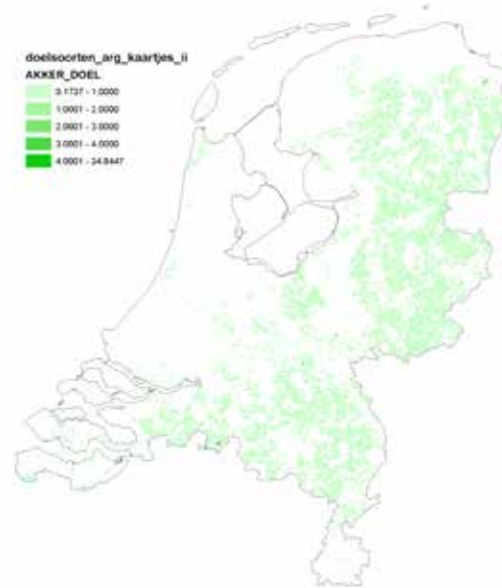 doelsoorten_arg_kaartjes_ii
AKKER_DOEL
0.1737 - 1.0000
1.0001 - 2.0000
2.0001 - 3.0000
3.0001 - 4.0000
4.0001 - 34.8447